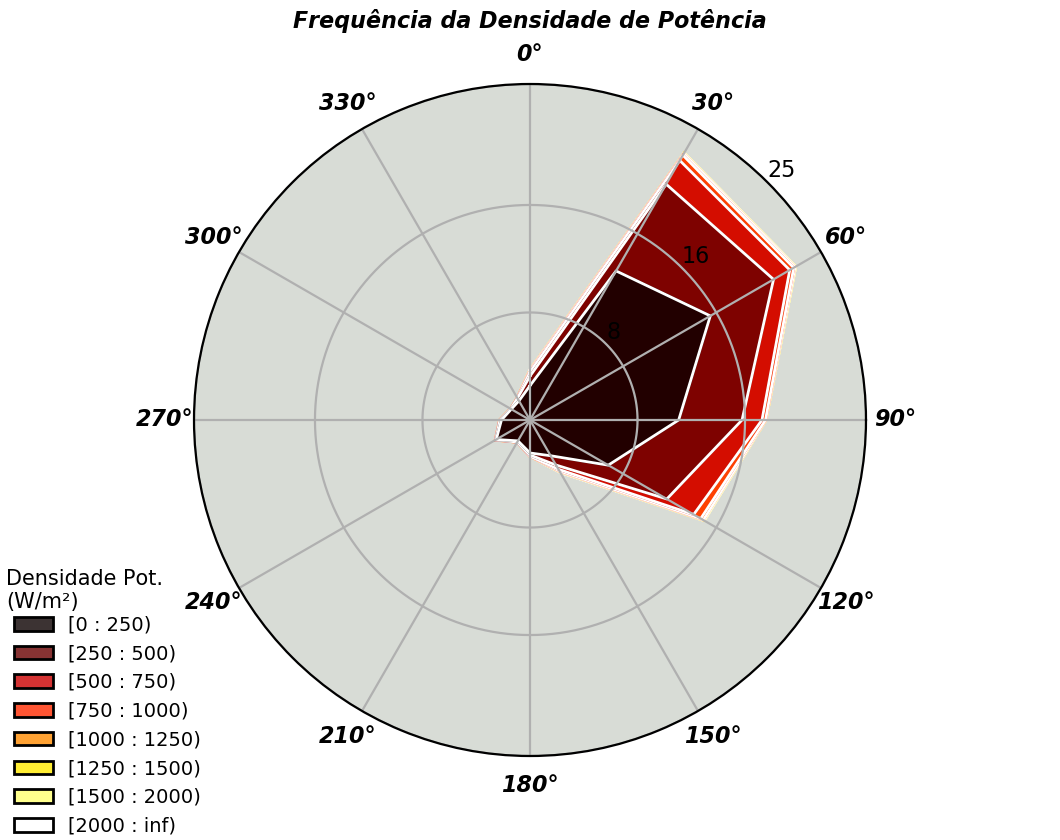 Frequência da Densidade de Potência
0°
330°
30°
25
300°
60°
16
8
270°
90°
240°
120°
210°
150°
180°
Densidade Pot.
(W/m²)
[0 : 250)
[250 : 500)
[500 : 750)
[750 : 1000)
[1000 : 1250)
[1250 : 1500)
[1500 : 2000)
[2000 : inf)